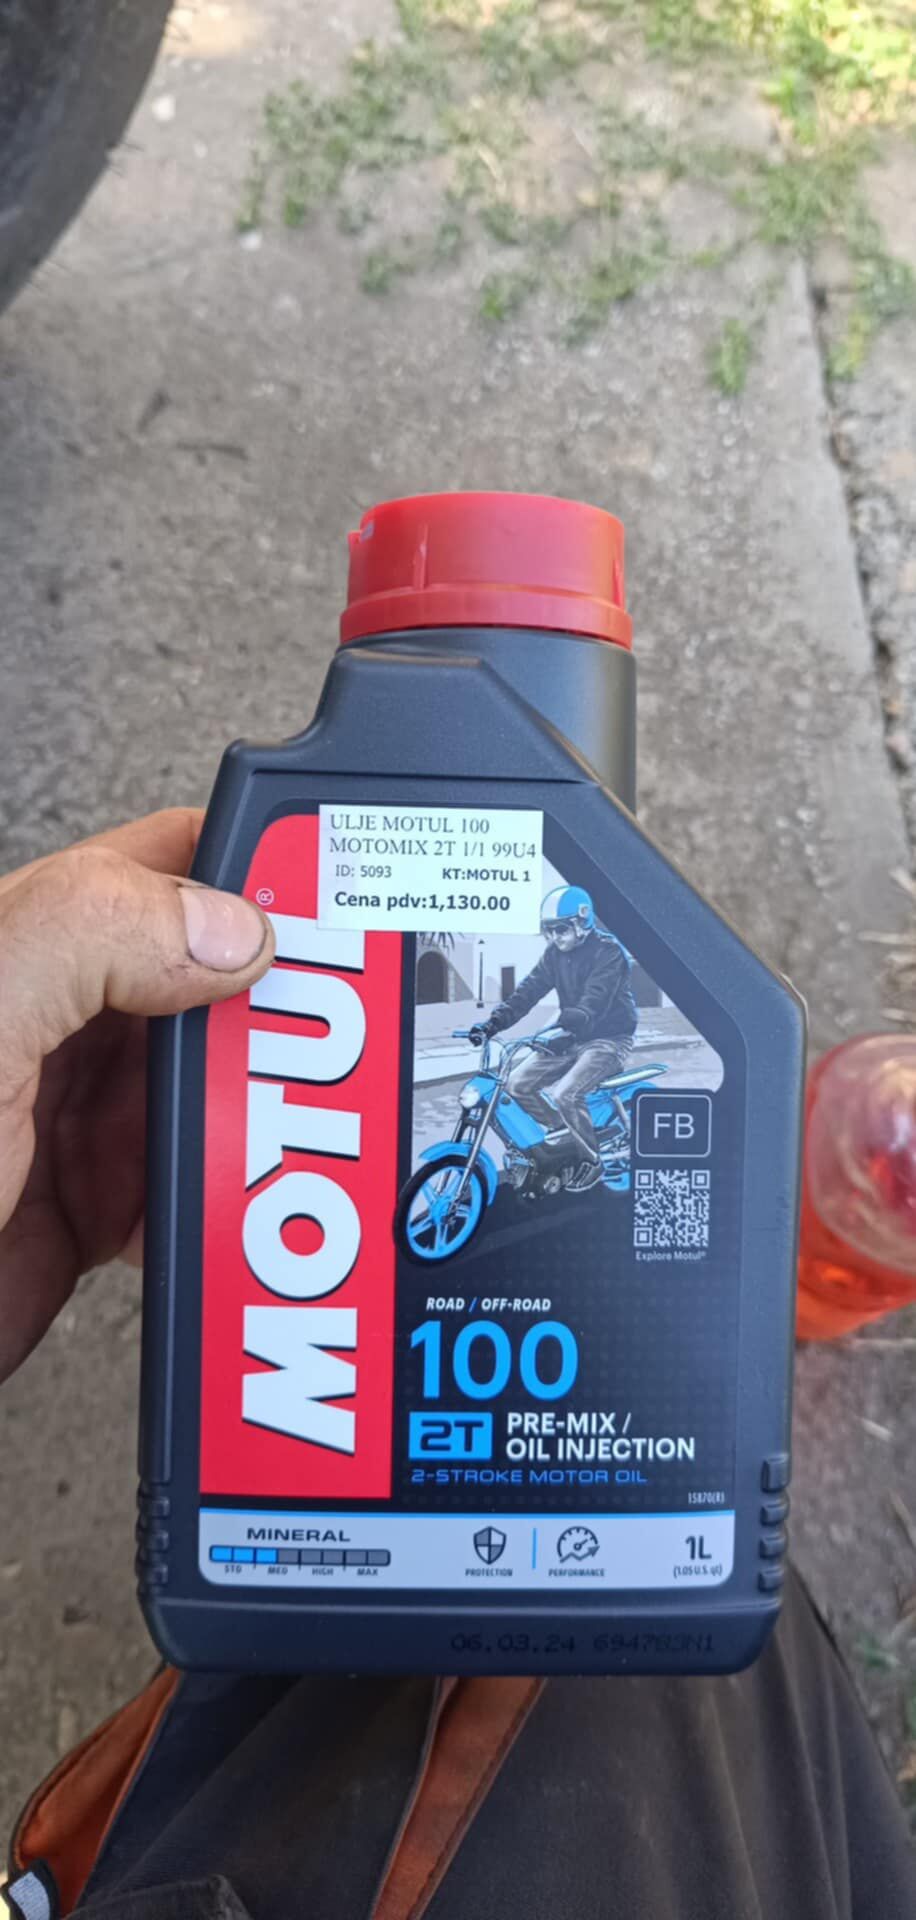 ULJE MOTUL 100
MOTOMIX 2T 1/1 99U4
ID: 5093 KT:MOTUL 1
Cena pdv:1,130.00
MOTUL®
FB
Explore Motul®
ROAD / OFF-ROAD
100
2T PRE-MIX /
OIL INJECTION
2-STROKE MOTOR OIL
15870(R)
MINERAL
STD MED HIGH MAX
PROTECTION
PERFORMANCE
1L
(1.05 U.S. qt)
06.03.24 694783N1